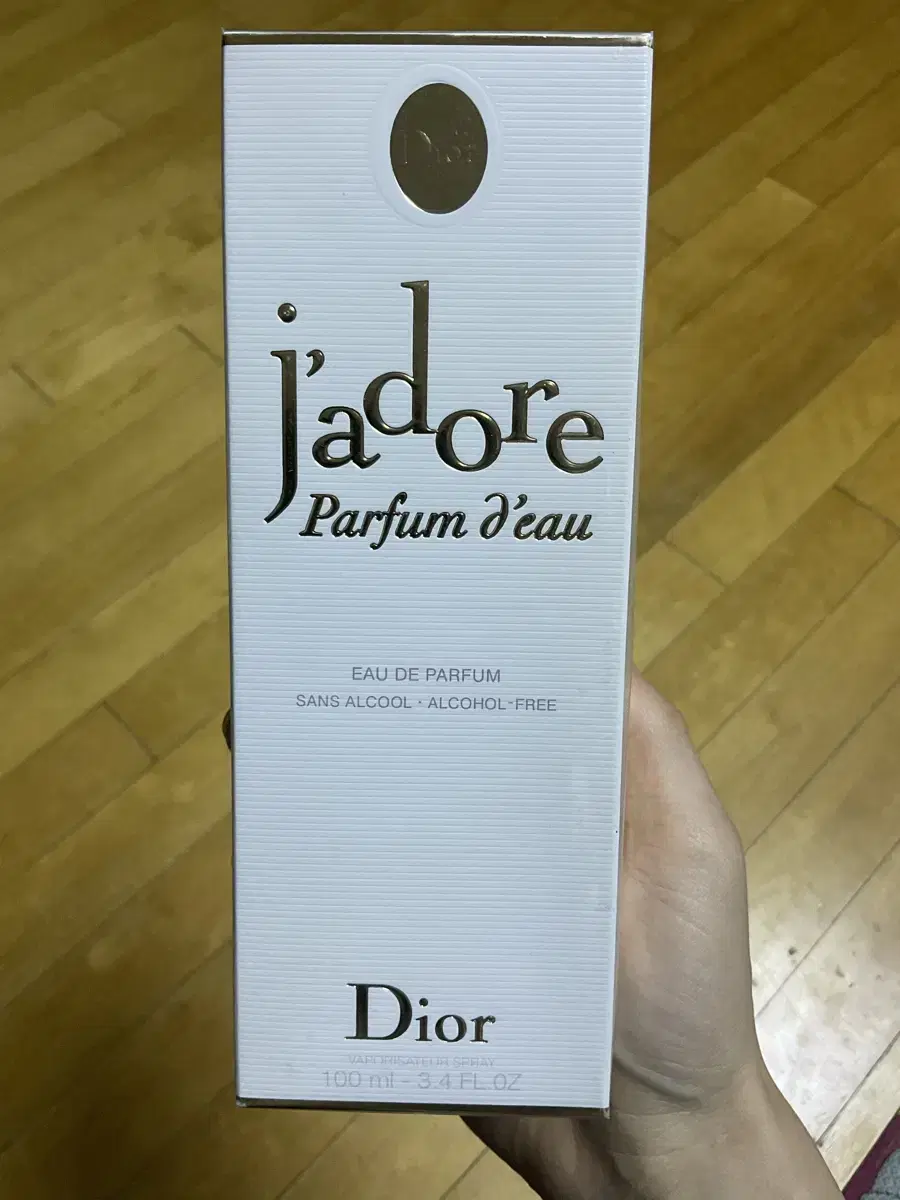 Dior
j'adore
Parfum d'eau
EAU DE PARFUM
SANS ALCOOL · ALCOHOL-FREE
Dior
VAPORISATEUR SPRAY
100 ml - 3.4 FL.OZ